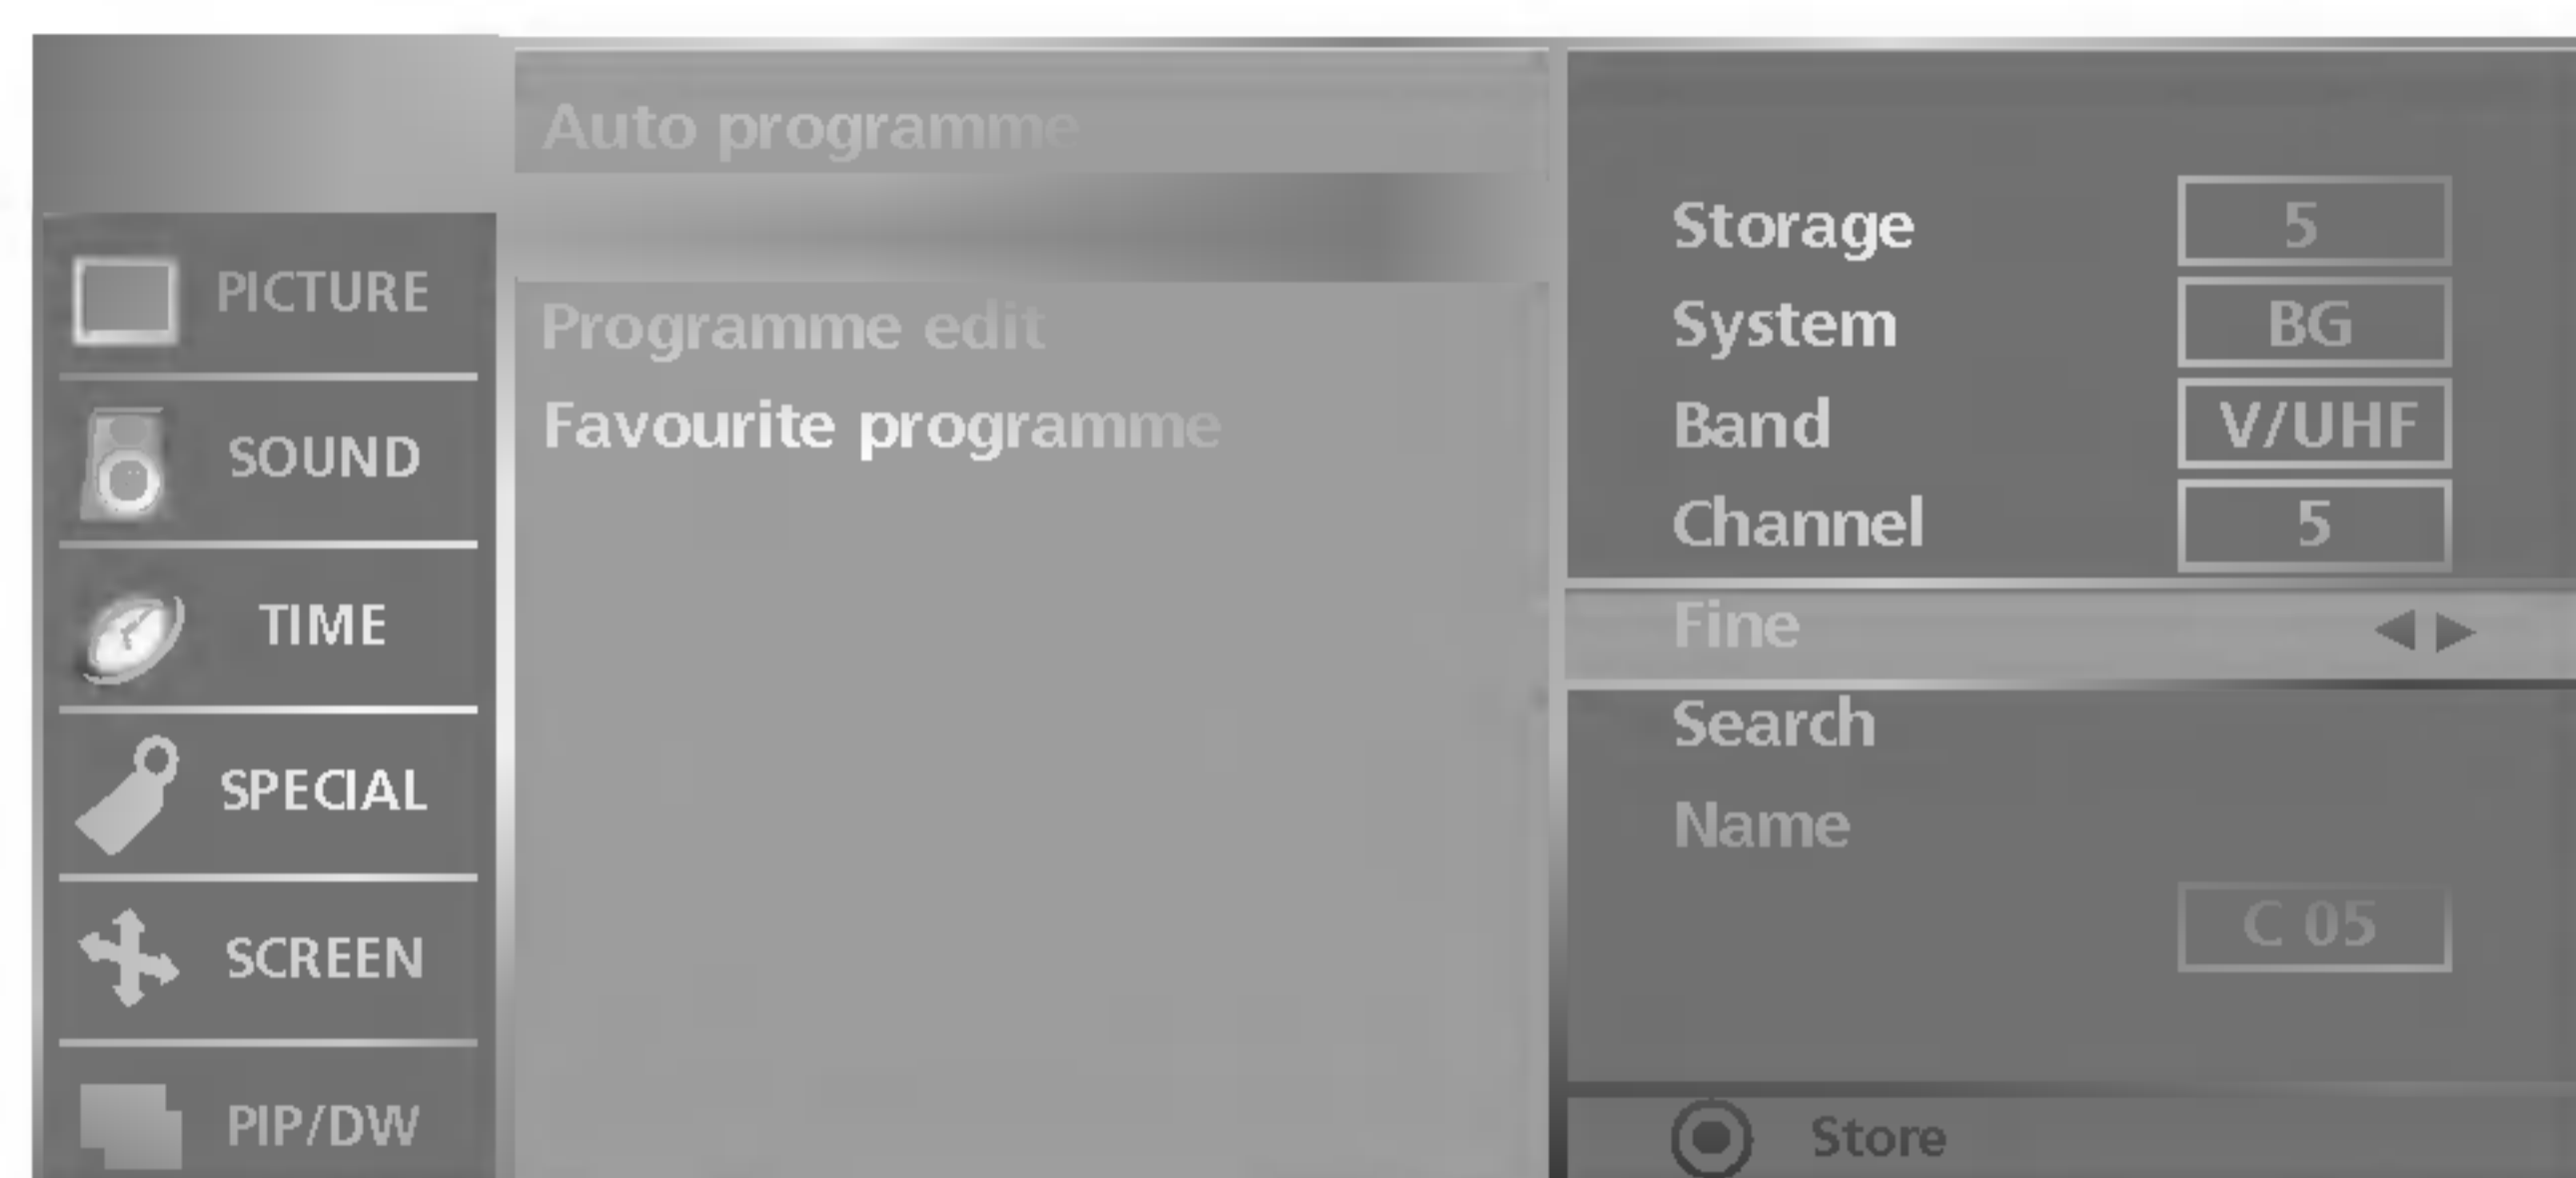 PICTURE
SOUND
TIME
SPECIAL
SCREEN
PIP/DW
Auto programme
Programme edit
Favourite programme
Storage 5
System BG
Band V/UHF
Channel 5
Fine ◀ ▶
Search
Name
C 05
Store